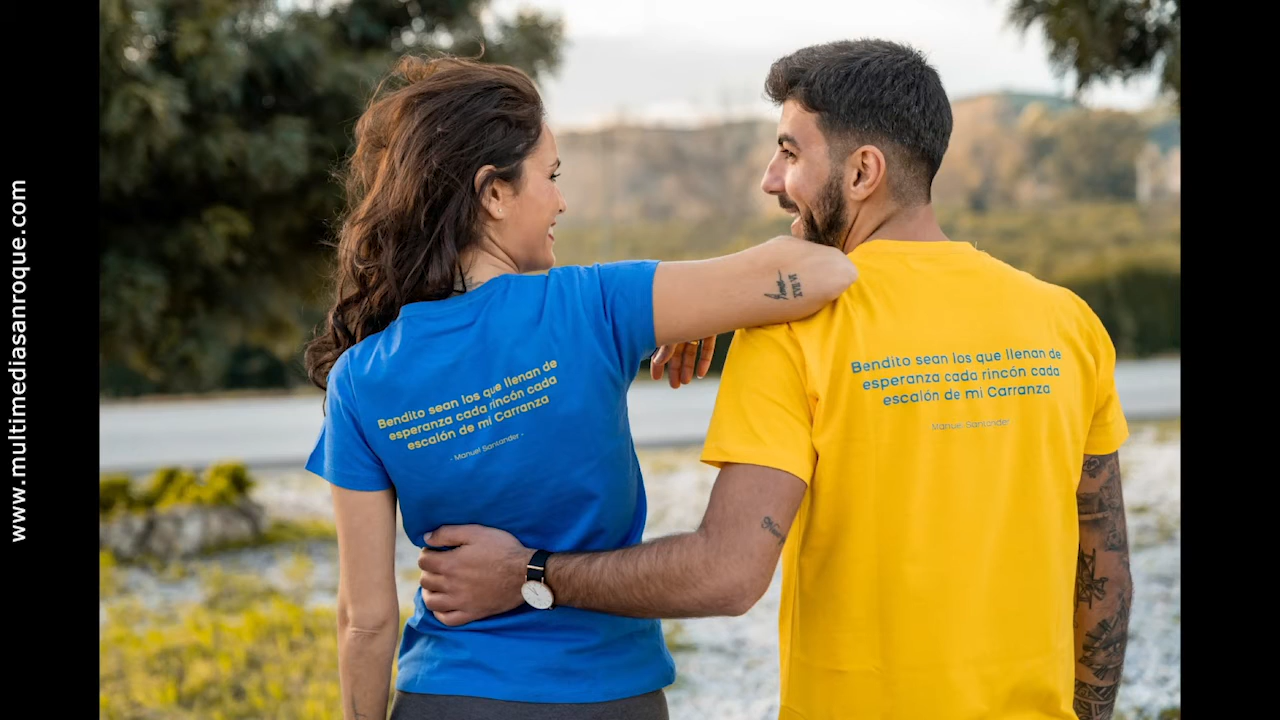 www.multimediasanroque.com
Bendito sean los que llenan de
esperanza cada rincón cada
escalón de mi Carranza
- Manuel Santander -
Bendito sean los que llenan de
esperanza cada rincón cada
escalón de mi Carranza
Manuel Santander